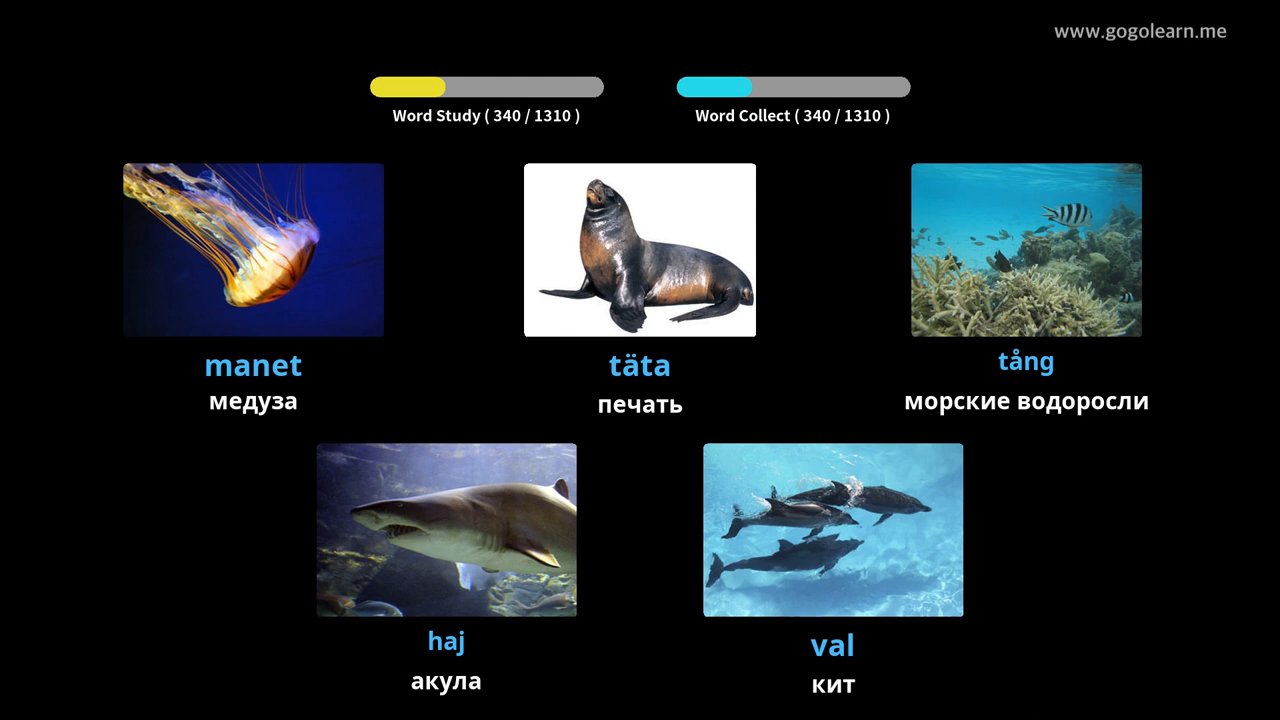 www.gogolearn.me
Word Study ( 340 / 1310 )
Word Collect ( 340 / 1310 )
manet
медуза
täta
печать
tång
морские водоросли
haj
акула
val
кит